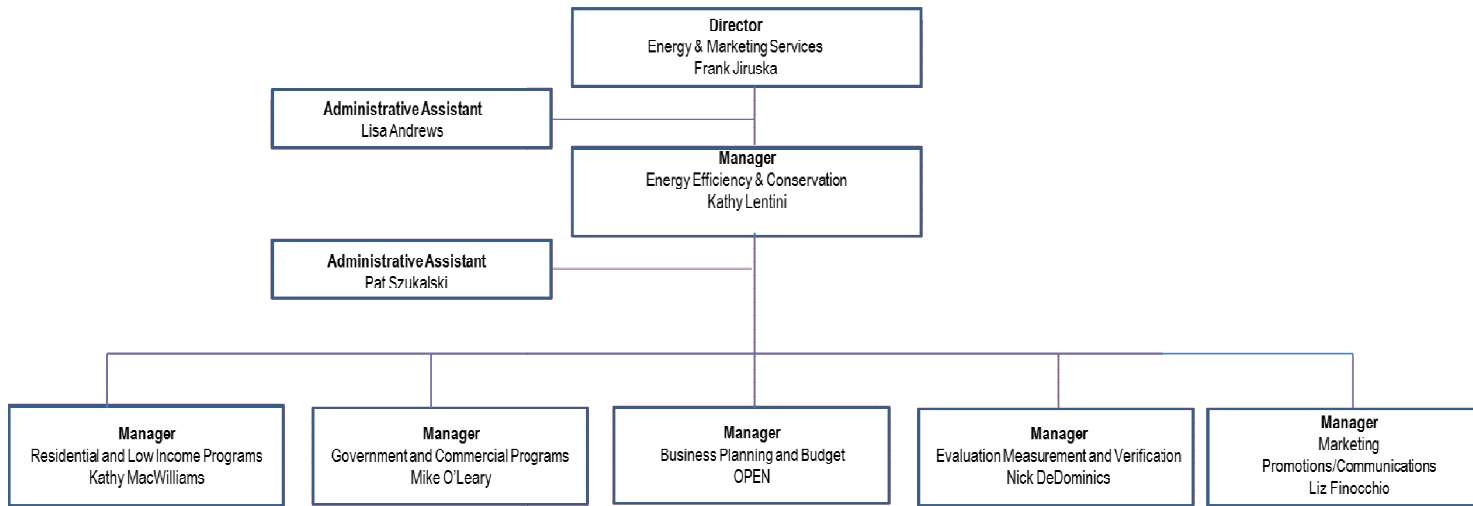 Director
Energy & Marketing Services
Frank Jiruska
Administrative Assistant
Lisa Andrews
Manager
Energy Efficiency & Conservation
Kathy Lentini
Administrative Assistant
Pat Szukalski
Manager
Residential and Low Income Programs
Kathy MacWilliams
Manager
Government and Commercial Programs
Mike O'Leary
Manager
Business Planning and Budget
OPEN
Manager
Evaluation Measurement and Verification
Nick DeDominics
Manager
Marketing
Promotions/Communications
Liz Finocchio